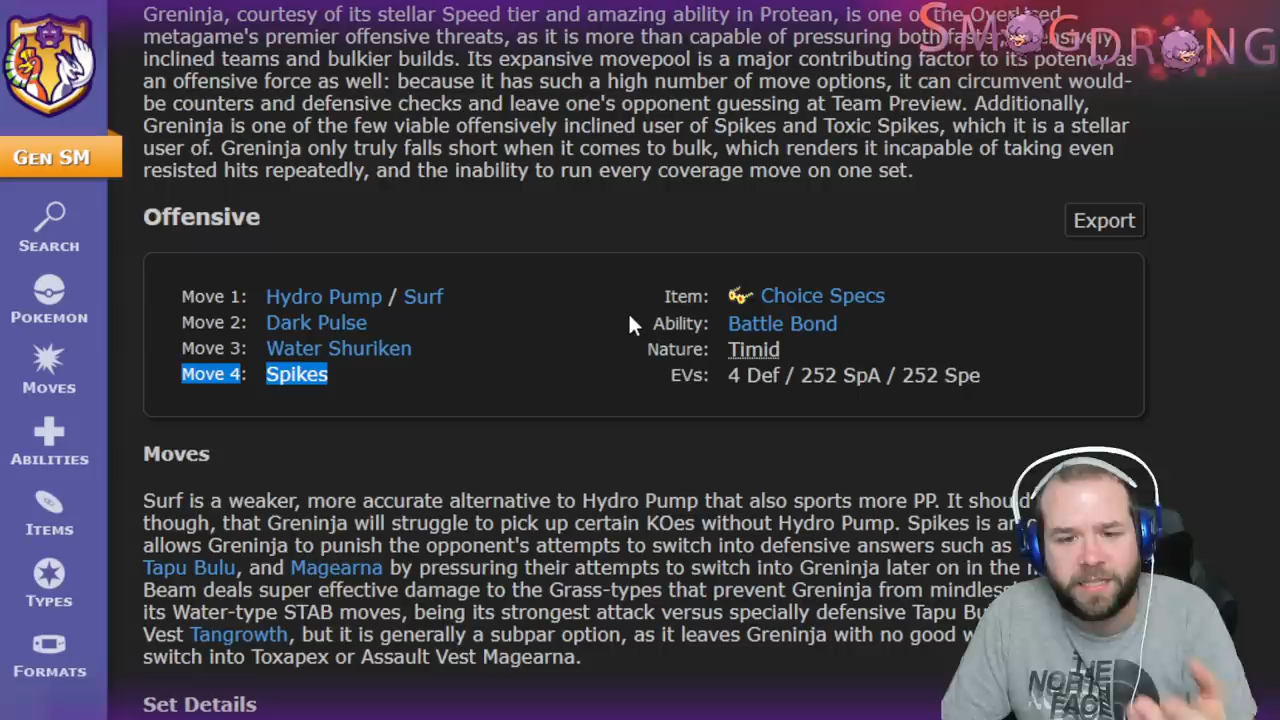 Greninja, courtesy of its stellar Speed tier and amazing ability in Protean, is one of the OverUsed
metagame's premier offensive threats, as it is more than capable of pressuring both faster, offensively
inclined teams and bulkier builds. Its expansive movepool is a major contributing factor to its potency as
an offensive force as well: because it has such a high number of move options, it can circumvent would-
be counters and defensive checks and leave one's opponent guessing at Team Preview. Additionally,
Greninja is one of the few viable offensively inclined user of Spikes and Toxic Spikes, which it is a stellar
user of. Greninja only truly falls short when it comes to bulk, which renders it incapable of taking even
resisted hits repeatedly, and the inability to run every coverage move on one set.
SMOGDRONG
GEN SM
SEARCH
POKEMON
MOVES
ABILITIES
ITEMS
TYPES
FORMATS
Offensive
Export
Move 1: Hydro Pump / Surf
Move 2: Dark Pulse
Move 3: Water Shuriken
Move 4: Spikes
Item: Choice Specs
Ability: Battle Bond
Nature: Timid
EVs: 4 Def / 252 SpA / 252 Spe
Moves
Surf is a weaker, more accurate alternative to Hydro Pump that also sports more PP. It should
though, that Greninja will struggle to pick up certain KOes without Hydro Pump. Spikes is
allows Greninja to punish the opponent's attempts to switch into defensive answers such as
Tapu Bulu, and Magearna by pressuring their attempts to switch into Greninja later on in the
Beam deals super effective damage to the Grass-types that prevent Greninja from
its Water-type STAB moves, being its strongest attack versus specially defensive Tapu
Vest Tangrowth, but it is generally a subpar option, as it leaves Greninja with no good
switch into Toxapex or Assault Vest Magearna.
Set Details
THE
NORTH
FACE